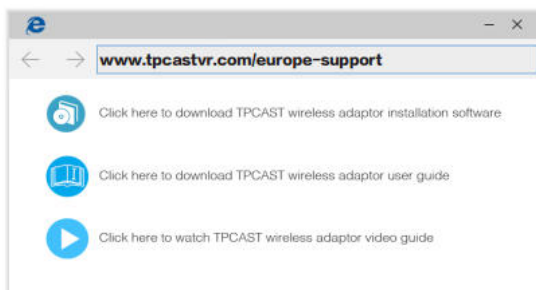 www.tpcastvr.com/europe-support
Click here to download TPCAST wireless adaptor installation software
Click here to download TPCAST wireless adaptor user guide
Click here to watch TPCAST wireless adaptor video guide